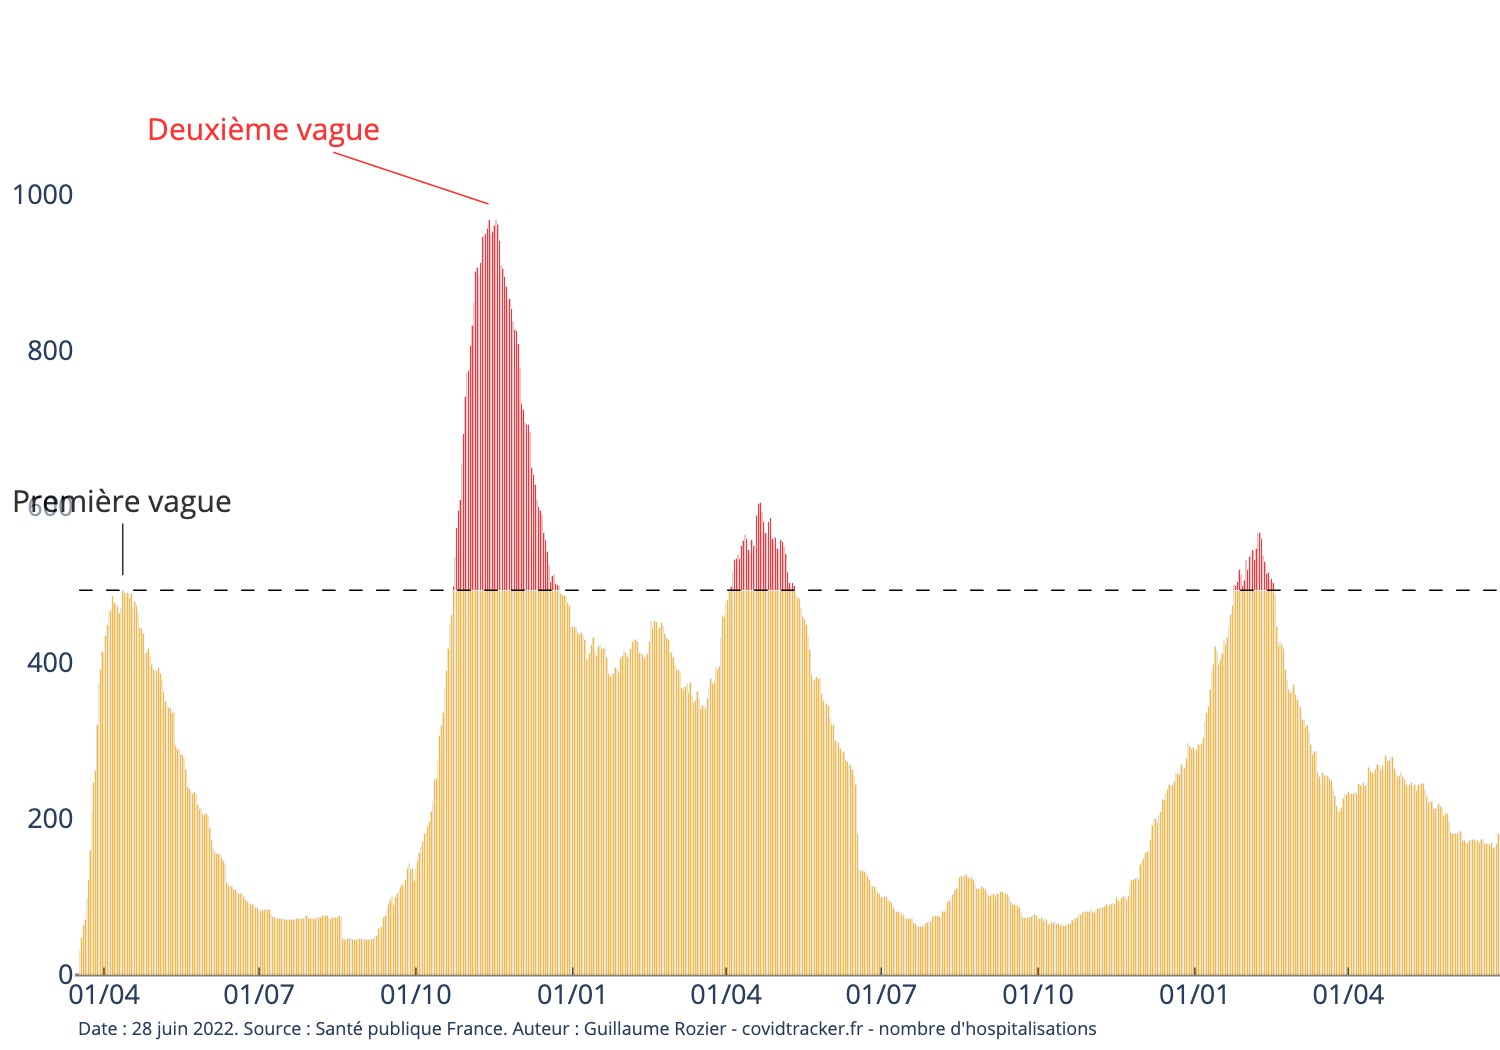 Deuxième vague
1000
800
Première vague
600
400
200
0
01/04 01/07 01/10 01/01 01/04 01/07 01/10 01/01 01/04
Date : 28 juin 2022. Source : Santé publique France. Auteur : Guillaume Rozier - covidtracker.fr - nombre d'hospitalisations